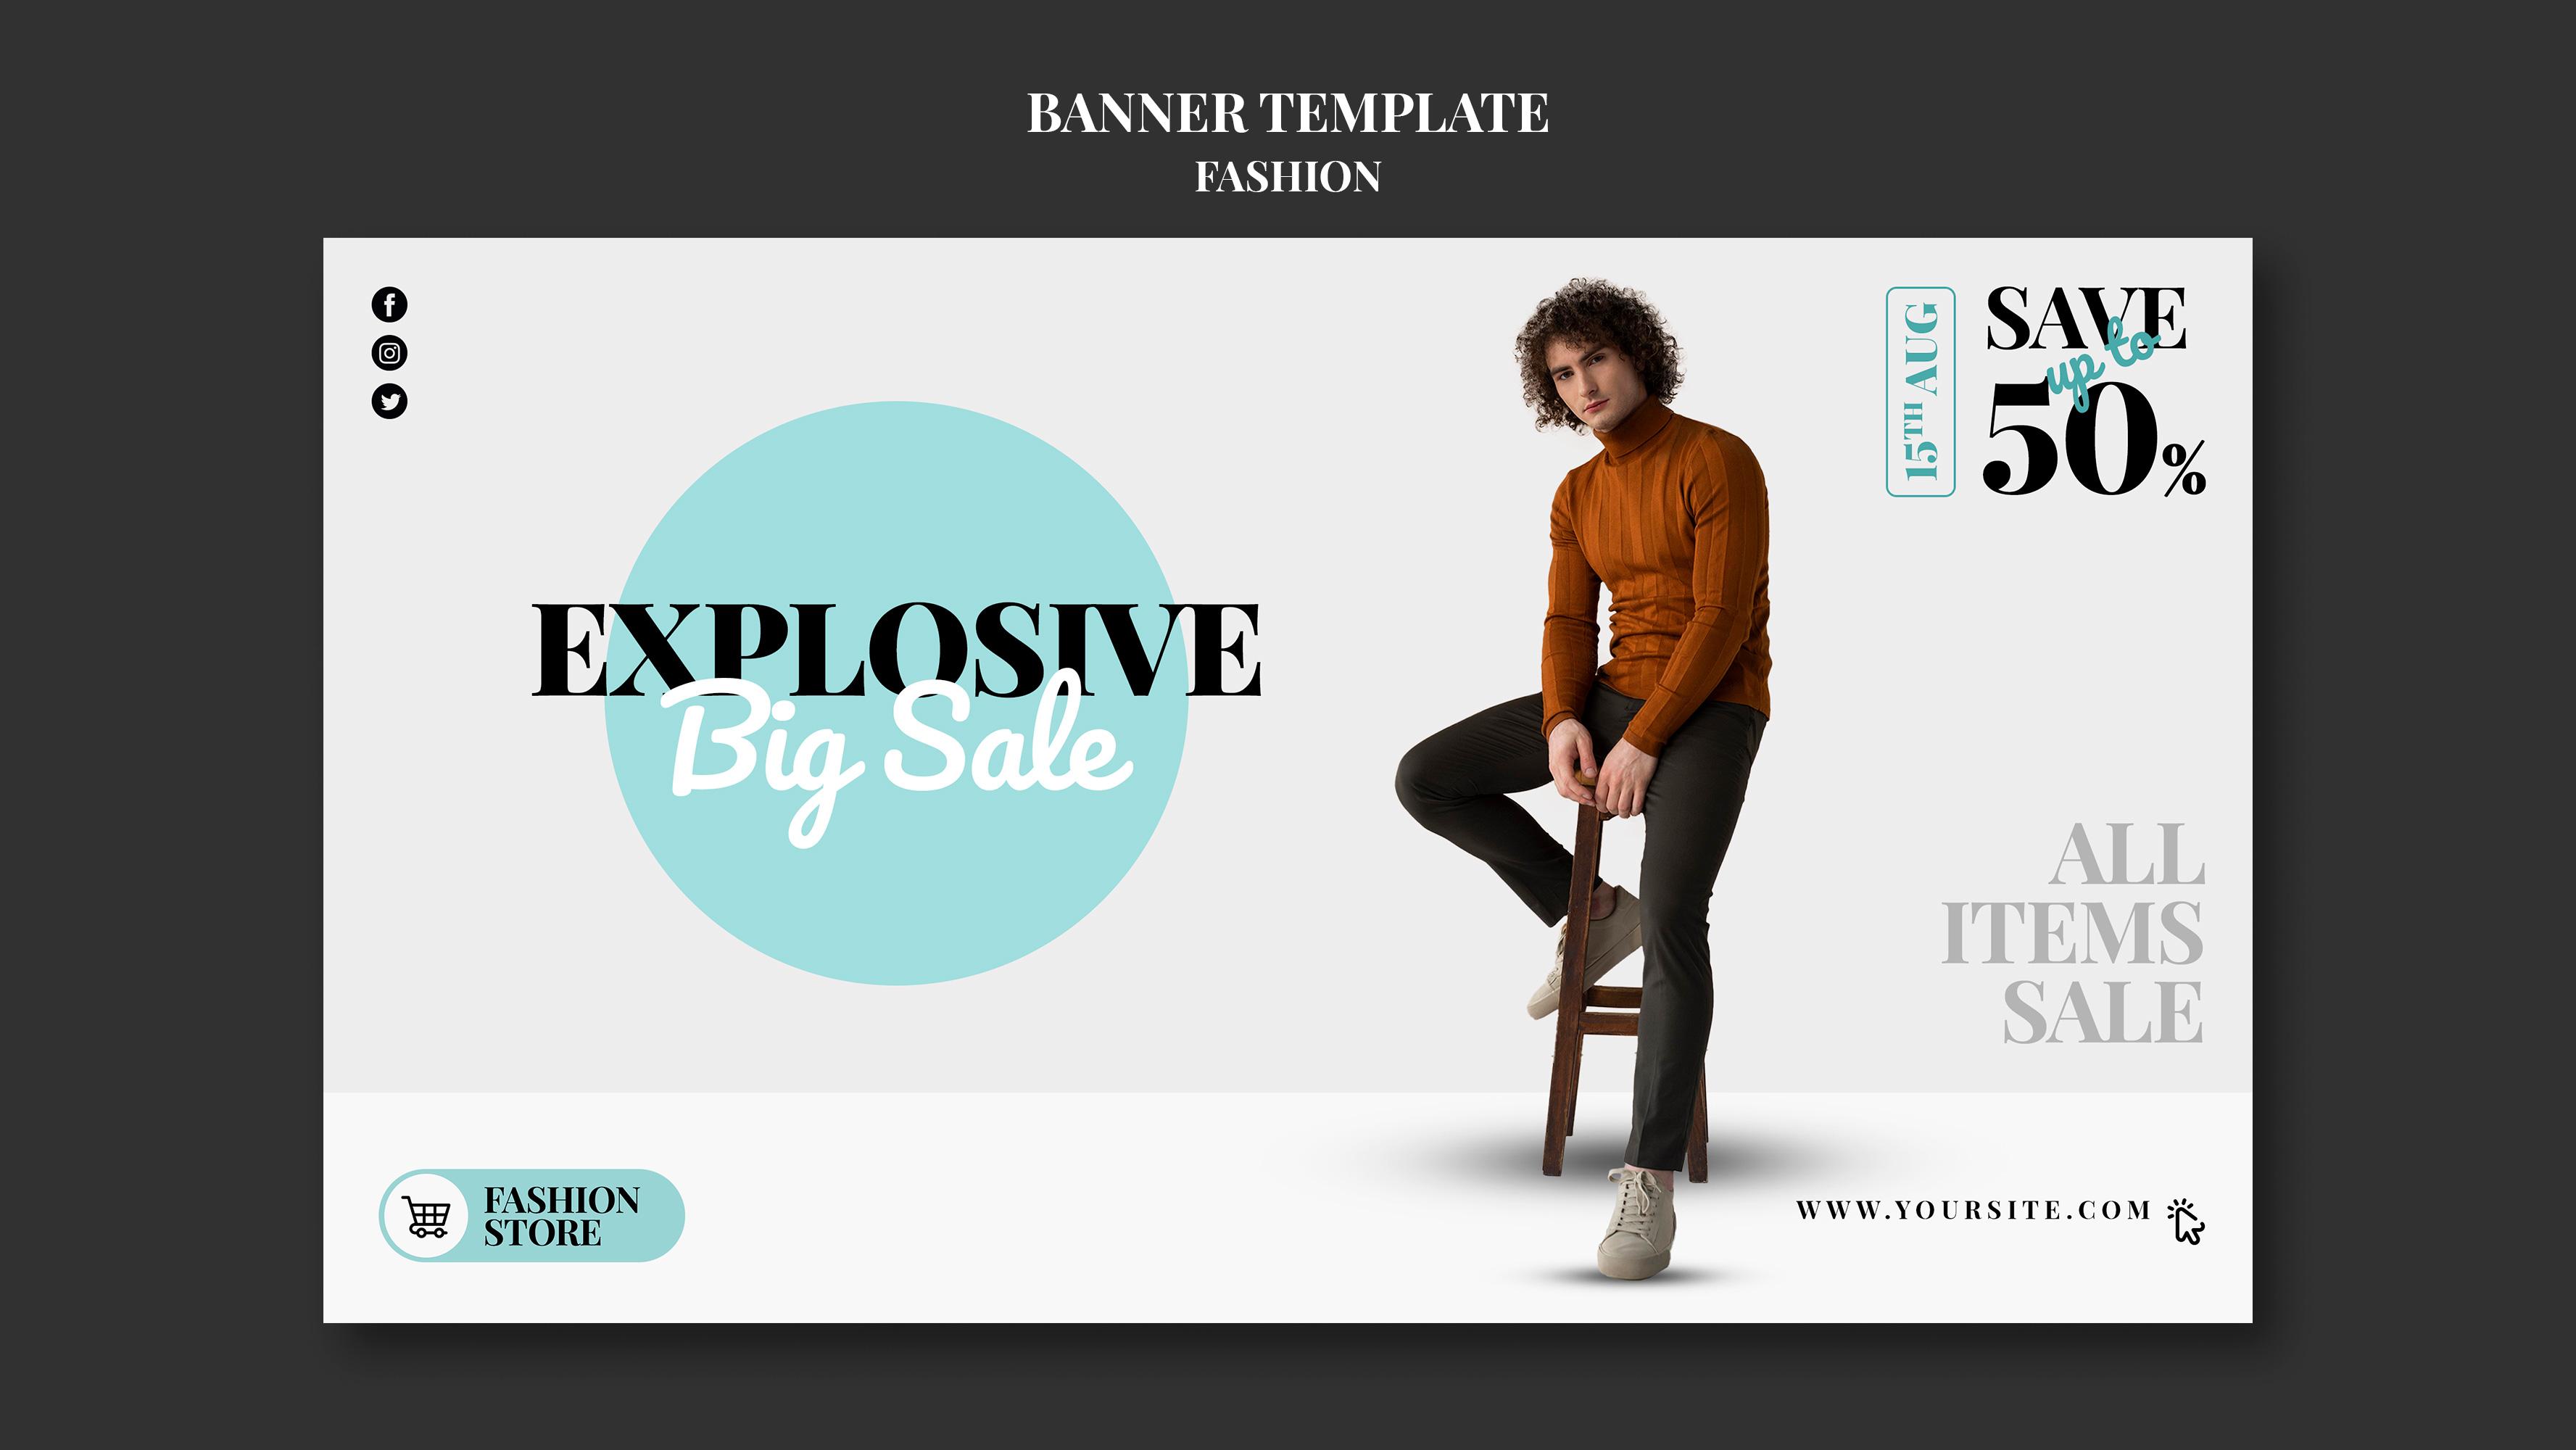 BANNER TEMPLATE
FASHION
15TH AUG
SAVE
up to
50%
EXPLOSIVE
Big Sale
ALL
ITEMS
SALE
FASHION
STORE
WWW.YOURSITE.COM